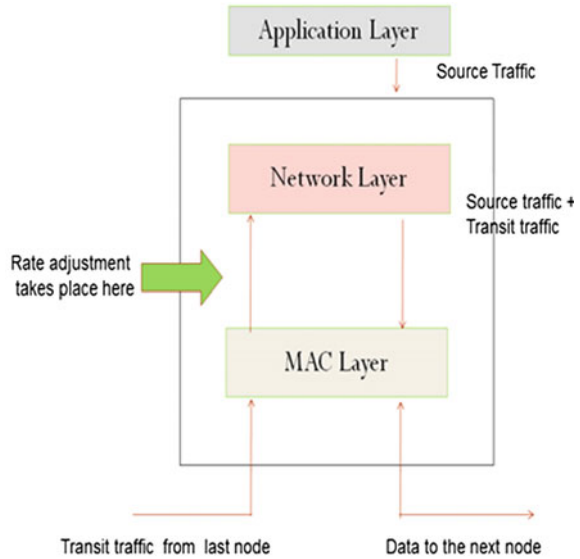 Application Layer
Source Traffic
Network Layer
Source traffic +
Transit traffic
Rate adjustment
takes place here
MAC Layer
Transit traffic from last node
Data to the next node